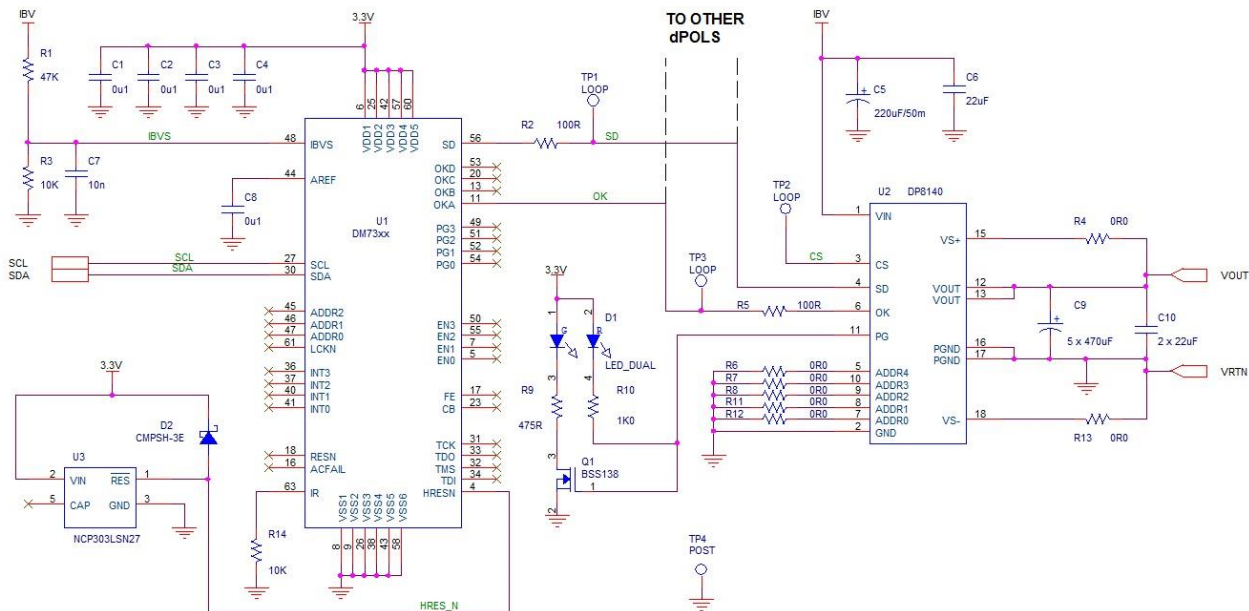 IBV
3.3V
TO OTHER
dPOLS
IBV
R1
47K
C1
0u1
C2
0u1
C3
0u1
C4
0u1
TP1
LOOP
C5
220uF/50m
C6
22uF
6
25
42
57
60
VDD1
VDD2
VDD3
VDD4
VDD5
R2
100R
SD
IBVS
48
IBVS
SD
56
R3
10K
C7
10n
44
AREF
C8
0u1
OKD
53
OKC
20
OKB
13
OKA
11
OK
U1
DM73xx
PG3
49
PG2
51
PG1
52
PG0
54
TP2
LOOP
U2
DP8140
1
VIN
VS+
15
R4
0R0
SCL
SDA
SCL
SDA
27
SCL
30
SDA
CS
3
CS
4
SD
6
OK
11
PG
VOUT
12
VOUT
13
VOUT
TP3
LOOP
R5
100R
3.3V
45
ADDR2
46
ADDR1
47
ADDR0
61
LCKN
EN3
50
EN2
55
EN1
7
EN0
5
1
2
D1
G
R
LED_DUAL
C9
5 x 470uF
C10
2 x 22uF
PGND
16
PGND
17
VRTN
36
INT3
37
INT2
40
INT1
41
INT0
FE
17
CB
23
3
4
R9
475R
R10
1K0
R6
0R0
5
ADDR4
R7
0R0
10
ADDR3
R8
0R0
9
ADDR2
R11
0R0
8
ADDR1
R12
0R0
7
ADDR0
2
GND
VS-
18
R13
0R0
3.3V
D2
CMPSH-3E
U3
2
VIN
RES
1
5
CAP
GND
3
NCP303LSN27
18
RESN
16
ACFAIL
63
IR
TCK
31
TDO
33
TMS
32
TDI
34
HRESN
4
3
Q1
BSS138
1
2
VSS1
VSS2
VSS3
VSS4
VSS5
VSS6
8
9
26
38
43
58
R14
10K
TP4
POST
HRES_N